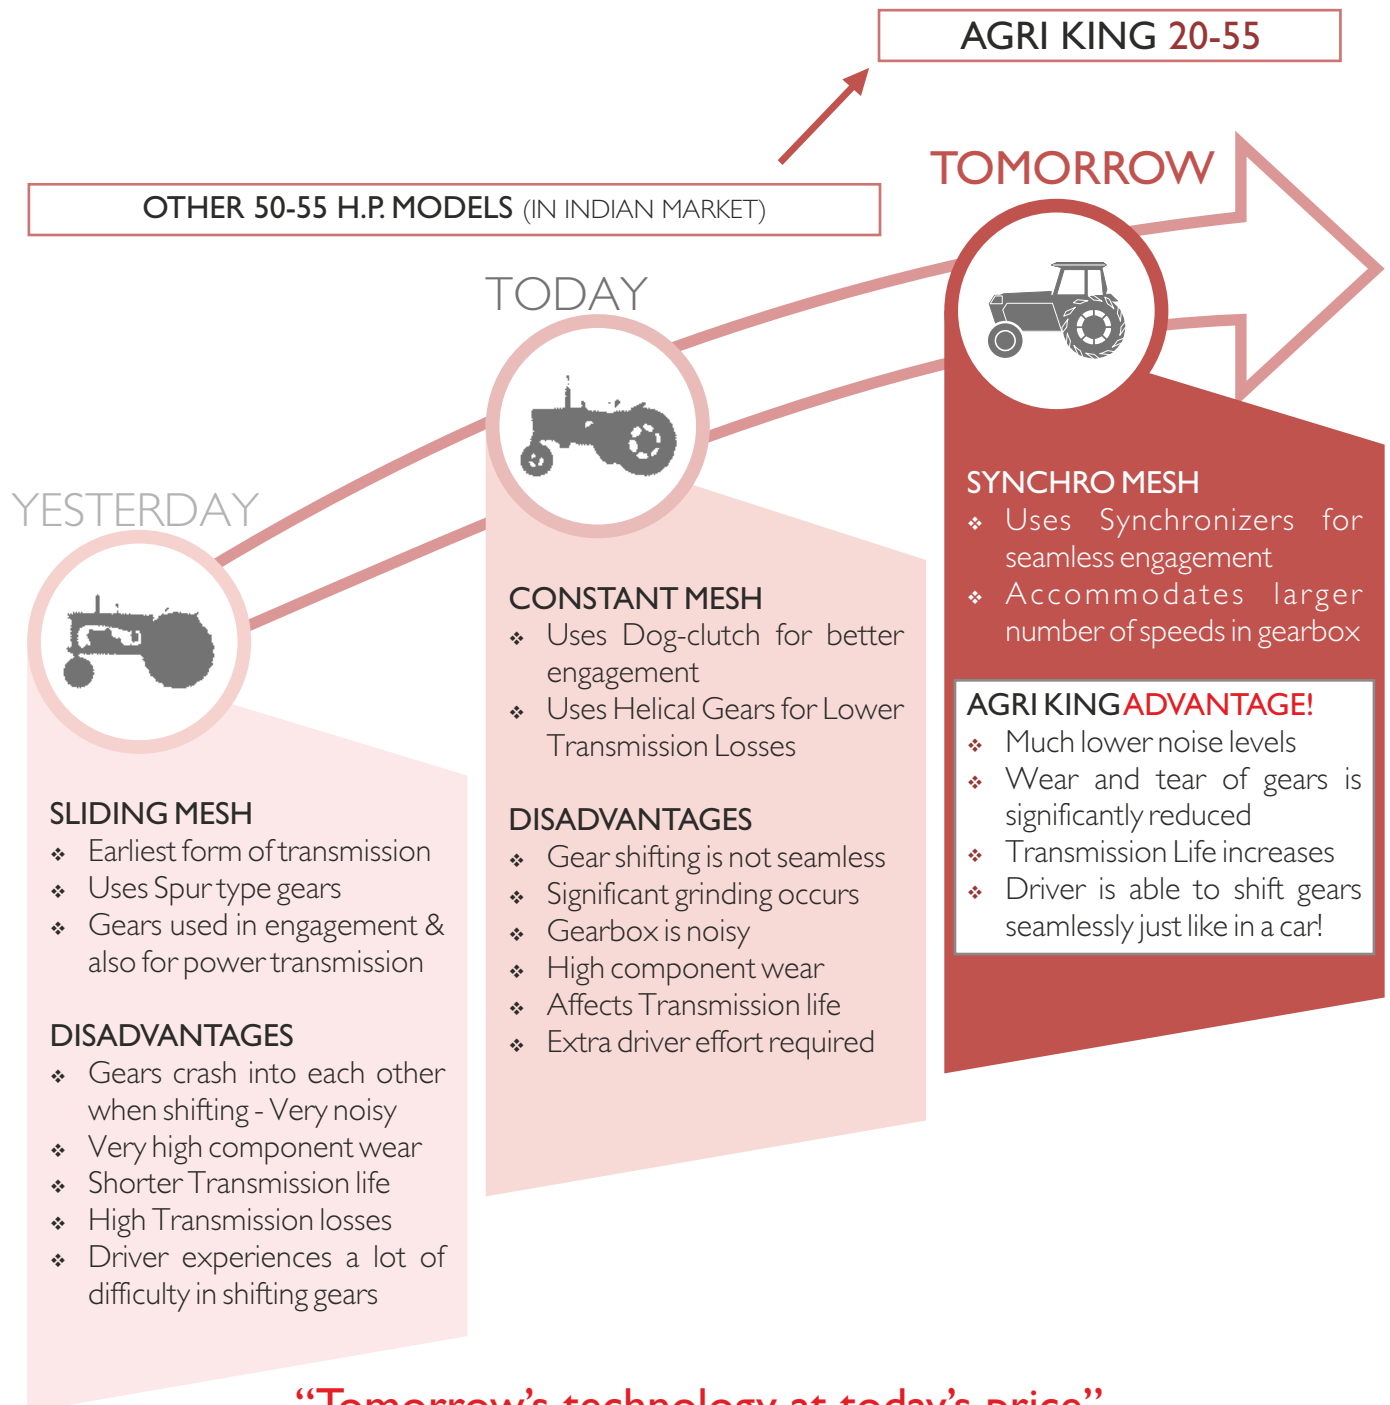 AGRI KING 20-55
OTHER 50-55 H.P. MODELS (IN INDIAN MARKET)
YESTERDAY
SLIDING MESH
❖ Earliest form of transmission
❖ Uses Spur type gears
❖ Gears used in engagement &
also for power transmission
DISADVANTAGES
❖ Gears crash into each other
when shifting - Very noisy
❖ Very high component wear
❖ Shorter Transmission life
❖ High Transmission losses
❖ Driver experiences a lot of
difficulty in shifting gears
TODAY
CONSTANT MESH
❖ Uses Dog-clutch for better
engagement
❖ Uses Helical Gears for Lower
Transmission Losses
DISADVANTAGES
❖ Gear shifting is not seamless
❖ Significant grinding occurs
❖ Gearbox is noisy
❖ High component wear
❖ Affects Transmission life
❖ Extra driver effort required
TOMORROW
SYNCHRO MESH
❖ Uses Synchronizers for
seamless engagement
❖ Accommodates larger
number of speeds in gearbox
AGRI KING ADVANTAGE!
❖ Much lower noise levels
❖ Wear and tear of gears is
significantly reduced
❖ Transmission Life increases
❖ Driver is able to shift gears
seamlessly just like in a car!
“Tomorrow’s technology at today’s price”